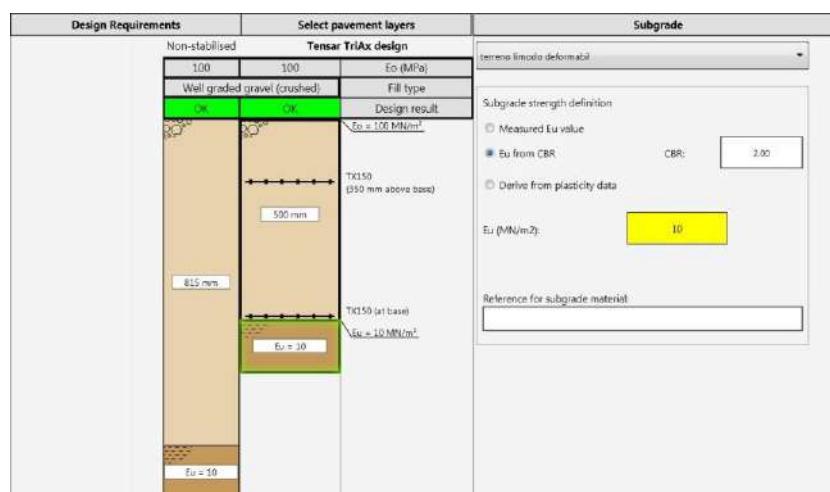 Design Requirements
Select pavement layers
Subgrade
Non-stabilised
Tensar TriAx design
100
100
Eo (MPa)
Well graded gravel (crushed)
Fill type
OK
OK
Design result
Eo = 100 MN/m²
TX150
(350 mm above base)
500 mm
815 mm
TX150 (at base)
Eu = 10 MN/m²
Eu = 10
Eu = 10
terreno limoso deformabil
Subgrade strength definition
Measured Eu value
Eu from CBR
CBR:
2.00
Derive from plasticity data
Eu (MN/m2):
10
Reference for subgrade material: